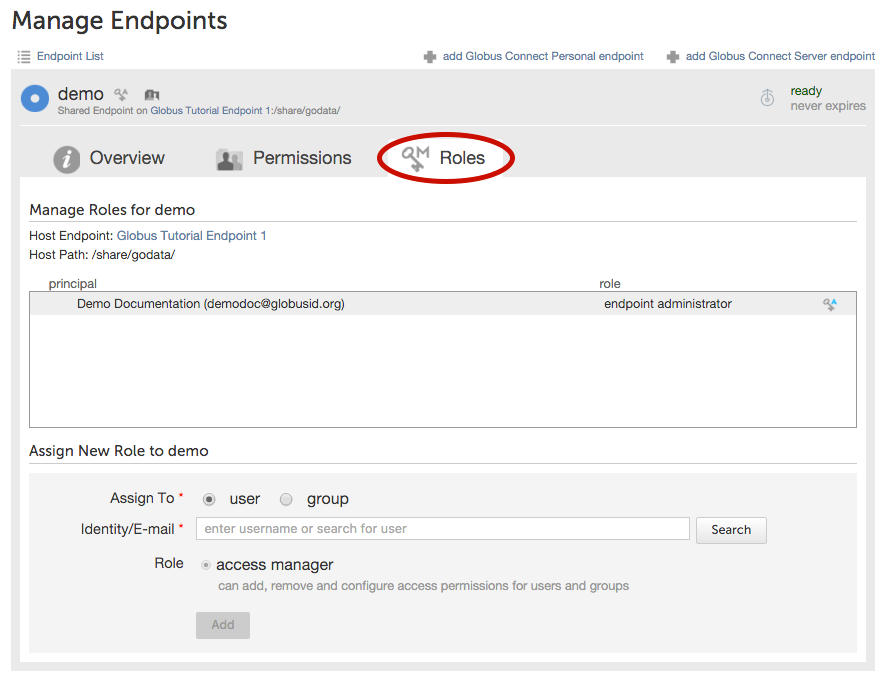 Manage Endpoints
Endpoint List
add Globus Connect Personal endpoint
add Globus Connect Server endpoint
demo
Shared Endpoint on Globus Tutorial Endpoint 1:/share/godata/
ready
never expires
Overview
Permissions
Roles
Manage Roles for demo
Host Endpoint: Globus Tutorial Endpoint 1
Host Path: /share/godata/
principal role
Demo Documentation (demodoc@globusid.org) endpoint administrator
Assign New Role to demo
Assign To * user group
Identity/E-mail * enter username or search for user Search
Role access manager
can add, remove and configure access permissions for users and groups
Add